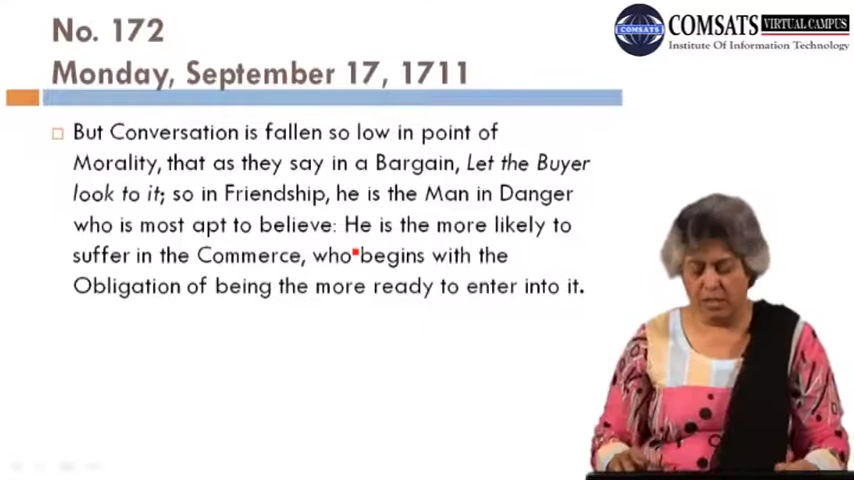 No. 172
Monday, September 17, 1711
But Conversation is fallen so low in point of
Morality, that as they say in a Bargain, Let the Buyer
look to it; so in Friendship, he is the Man in Danger
who is most apt to believe: He is the more likely to
suffer in the Commerce, who begins with the
Obligation of being the more ready to enter into it.
COMSATS
COMSATS VIRTUAL CAMPUS
Institute Of Information Technology